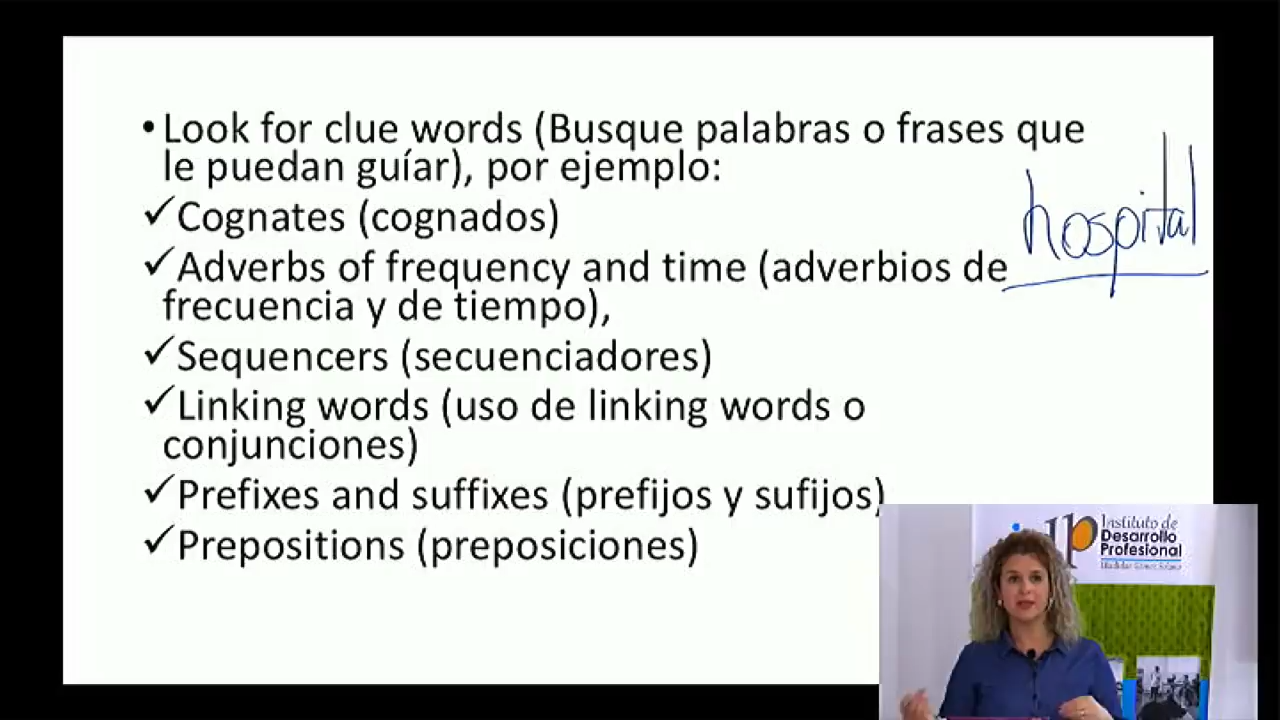 • Look for clue words (Busque palabras o frases que
le puedan guíar), por ejemplo:
✓Cognates (cognados)
✓Adverbs of frequency and time (adverbios de
frecuencia y de tiempo),
✓Sequencers (secuenciadores)
✓Linking words (uso de linking words o
conjunciones)
✓Prefixes and suffixes (prefijos y sufijos)
✓Prepositions (preposiciones)
hospital
idp
Instituto de
Desarrollo
Profesional